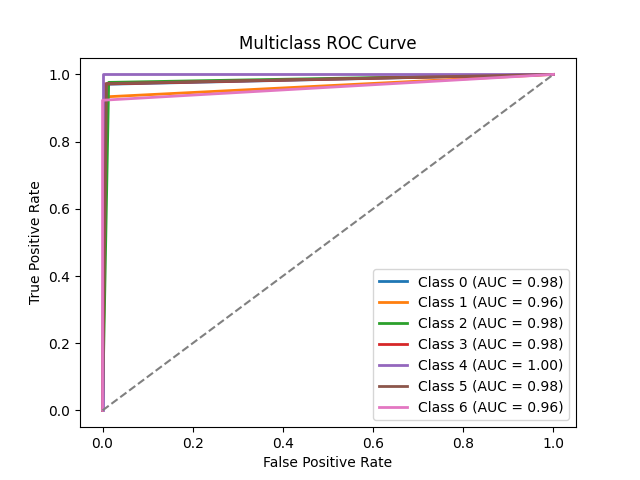 Multiclass ROC Curve
True Positive Rate
1.0
0.8
0.6
0.4
0.2
0.0
Class 0 (AUC = 0.98)
Class 1 (AUC = 0.96)
Class 2 (AUC = 0.98)
Class 3 (AUC = 0.98)
Class 4 (AUC = 1.00)
Class 5 (AUC = 0.98)
Class 6 (AUC = 0.96)
0.0 0.2 0.4 0.6 0.8 1.0
False Positive Rate